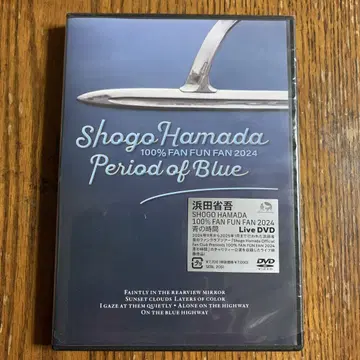 Shogo Hamada
100% FAN FUN FAN 2024
Period of Blue
浜田省吾
SHOGO HAMADA
100% FAN FUN FAN 2024
青の時間 Live DVD
DVD
FAINTLY IN THE REARVIEW MIRROR
SUNSET CLOUDS LAYERS OF COLOR
I GAZE AT THEM QUIETLY • ALONE ON THE HIGHWAY
ON THE BLUE HIGHWAY